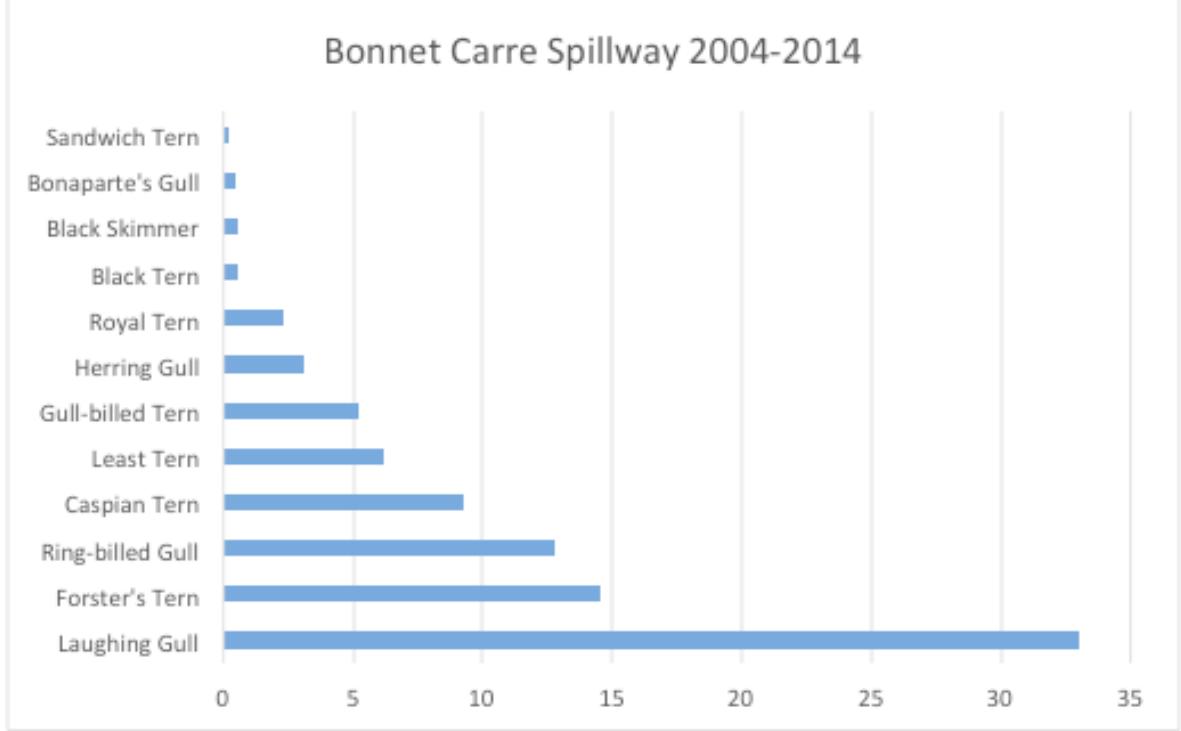 Bonnet Carre Spillway 2004-2014
Sandwich Tern
Bonaparte's Gull
Black Skimmer
Black Tern
Royal Tern
Herring Gull
Gull-billed Tern
Least Tern
Caspian Tern
Ring-billed Gull
Forster's Tern
Laughing Gull
0 5 10 15 20 25 30 35